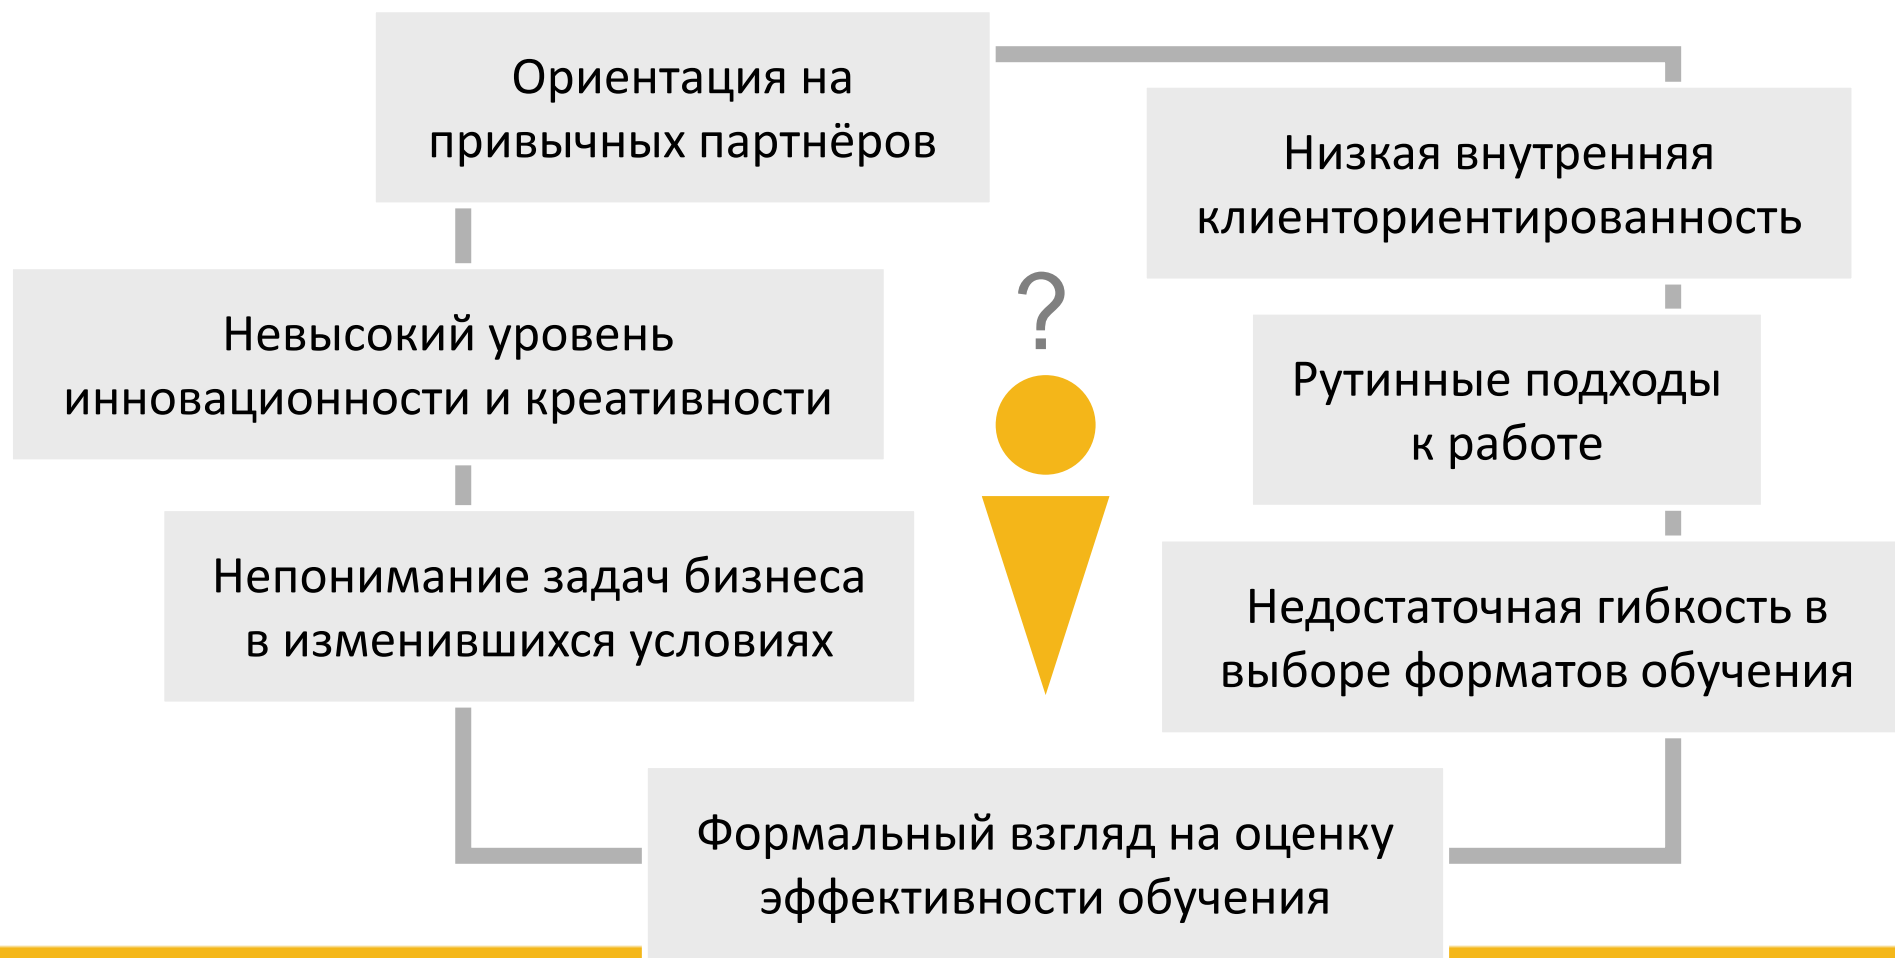 Ориентация на
привычных партнёров
Низкая внутренняя
клиенториентированность
?
Невысокий уровень
инновационности и креативности
Рутинные подходы
к работе
Непонимание задач бизнеса
в изменившихся условиях
Недостаточная гибкость в
выборе форматов обучения
Формальный взгляд на оценку
эффективности обучения